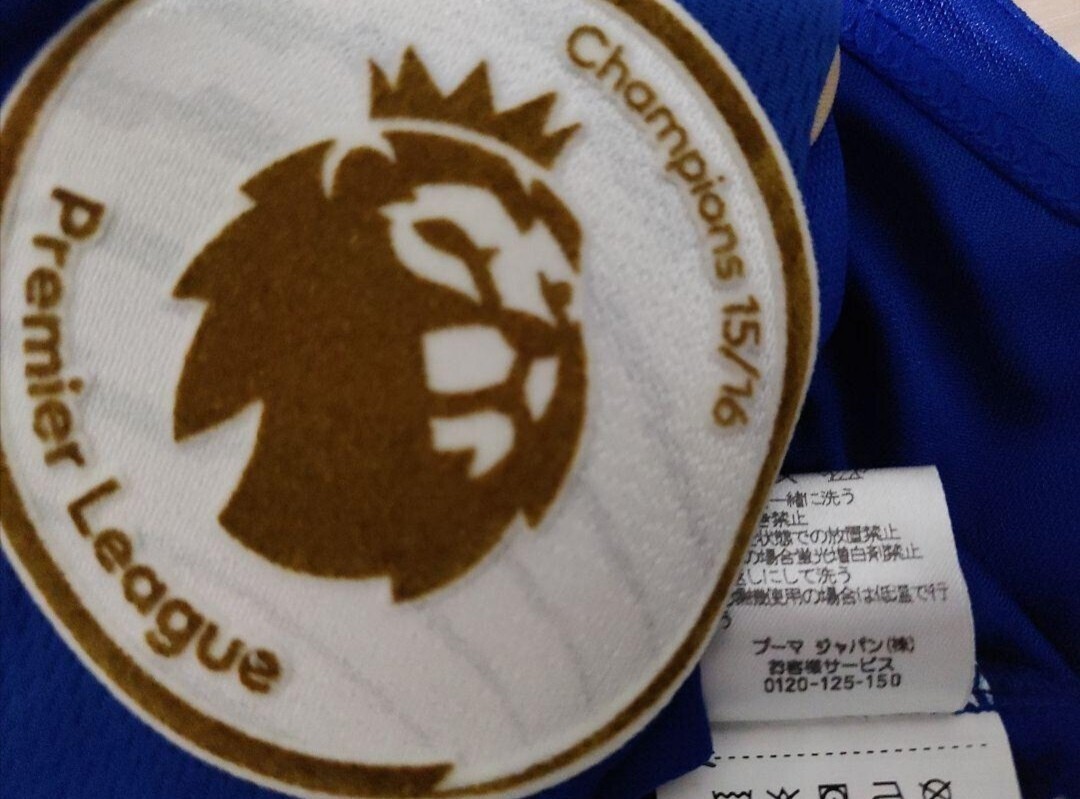 Champions 15/16
Premier League
一緒に洗う
禁止
状態での放置禁止
の場合蛍光増白剤禁止
返しにして洗う
使用の場合は低温で行
う
プーマ ジャパン(株)
お客様サービス
0120-125-150